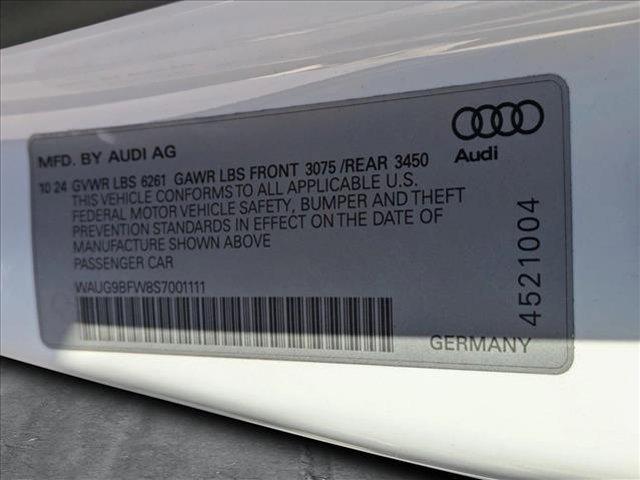 MFD. BY AUDI AG
10 24 GVWR LBS 6261 GAWR LBS FRONT 3075 /REAR 3450
THIS VEHICLE CONFORMS TO ALL APPLICABLE U.S.
FEDERAL MOTOR VEHICLE SAFETY, BUMPER AND THEFT
PREVENTION STANDARDS IN EFFECT ON THE DATE OF
MANUFACTURE SHOWN ABOVE
PASSENGER CAR
WAUG9BFW8S7001111
Audi
4521004
GERMANY